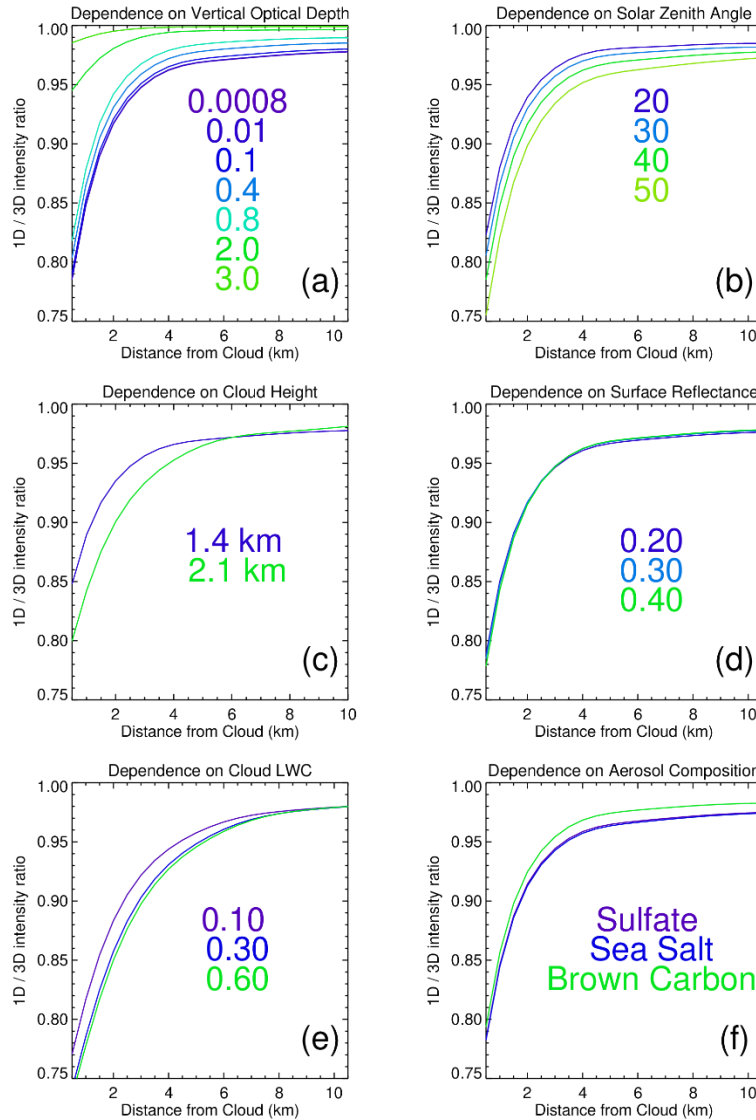 Dependence on Vertical Optical Depth
1.00
0.95
0.90
0.85
0.80
0.75
1D / 3D intensity ratio
0.0008
0.01
0.1
0.4
0.8
2.0
3.0
(a)
2 4 6 8 10
Distance from Cloud (km)
Dependence on Solar Zenith Angle
1.00
0.95
0.90
0.85
0.80
0.75
1D / 3D intensity ratio
20
30
40
50
(b)
2 4 6 8 10
Distance from Cloud (km)
Dependence on Cloud Height
1.00
0.95
0.90
0.85
0.80
0.75
1D / 3D intensity ratio
1.4 km
2.1 km
(c)
2 4 6 8 10
Distance from Cloud (km)
Dependence on Surface Reflectance
1.00
0.95
0.90
0.85
0.80
0.75
1D / 3D intensity ratio
0.20
0.30
0.40
(d)
2 4 6 8 10
Distance from Cloud (km)
Dependence on Cloud LWC
1.00
0.95
0.90
0.85
0.80
0.75
1D / 3D intensity ratio
0.10
0.30
0.60
(e)
2 4 6 8 10
Distance from Cloud (km)
Dependence on Aerosol Composition
1.00
0.95
0.90
0.85
0.80
0.75
1D / 3D intensity ratio
Sulfate
Sea Salt
Brown Carbon
(f)
2 4 6 8 10
Distance from Cloud (km)